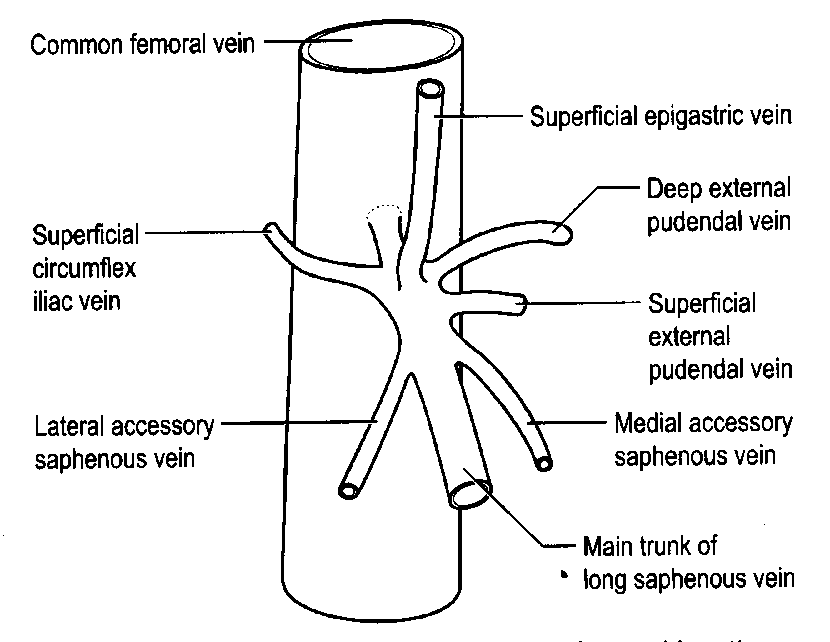 Common femoral vein
Superficial epigastric vein
Deep external
pudendal vein
Superficial
circumflex
iliac vein
Superficial
external
pudendal vein
Lateral accessory
saphenous vein
Medial accessory
saphenous vein
Main trunk of
long saphenous vein